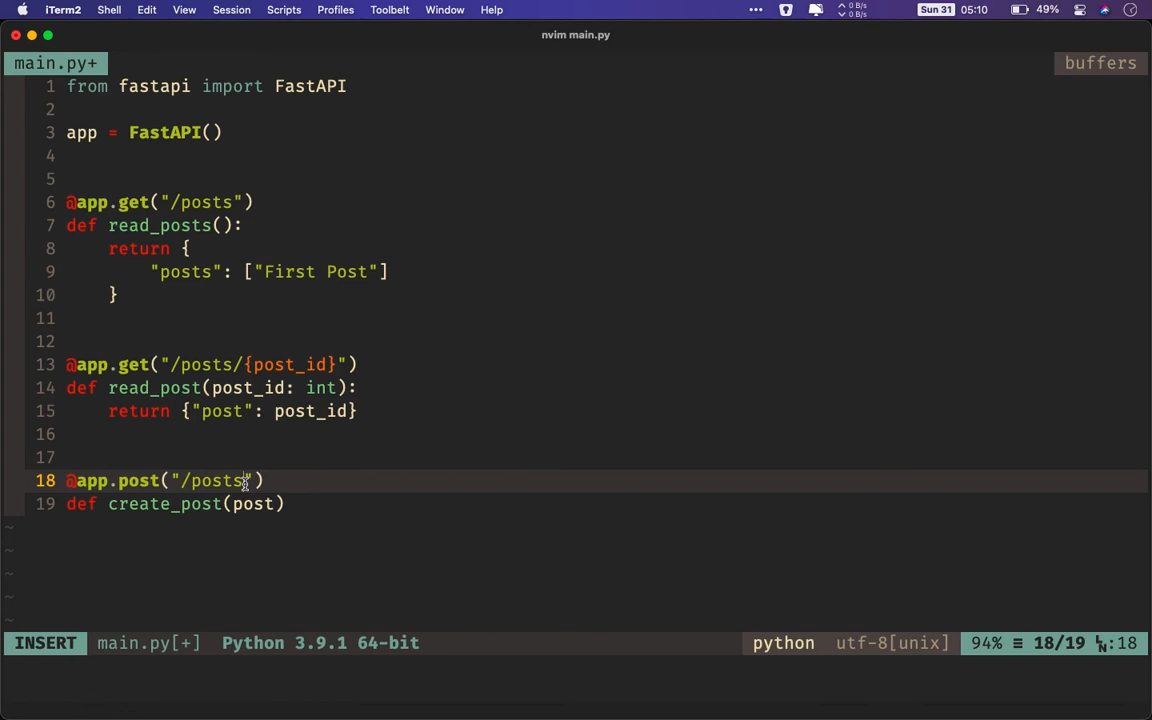 iTerm2 Shell Edit View Session Scripts Profiles Toolbelt Window Help ••• 0 B/s Sun 31 05:10 49%
0 B/s
nvim main.py
main.py+ buffers
1 from fastapi import FastAPI
2
3 app = FastAPI()
4
5
6 @app.get("/posts")
7 def read_posts():
8     return {
9         "posts": ["First Post"]
10     }
11
12
13 @app.get("/posts/{post_id}")
14 def read_post(post_id: int):
15     return {"post": post_id}
16
17
18 @app.post("/posts")
19 def create_post(post)
~
~
~
~
~
INSERT main.py[+] Python 3.9.1 64-bit python utf-8[unix] 94% ≡ 18/19 ㏑:18